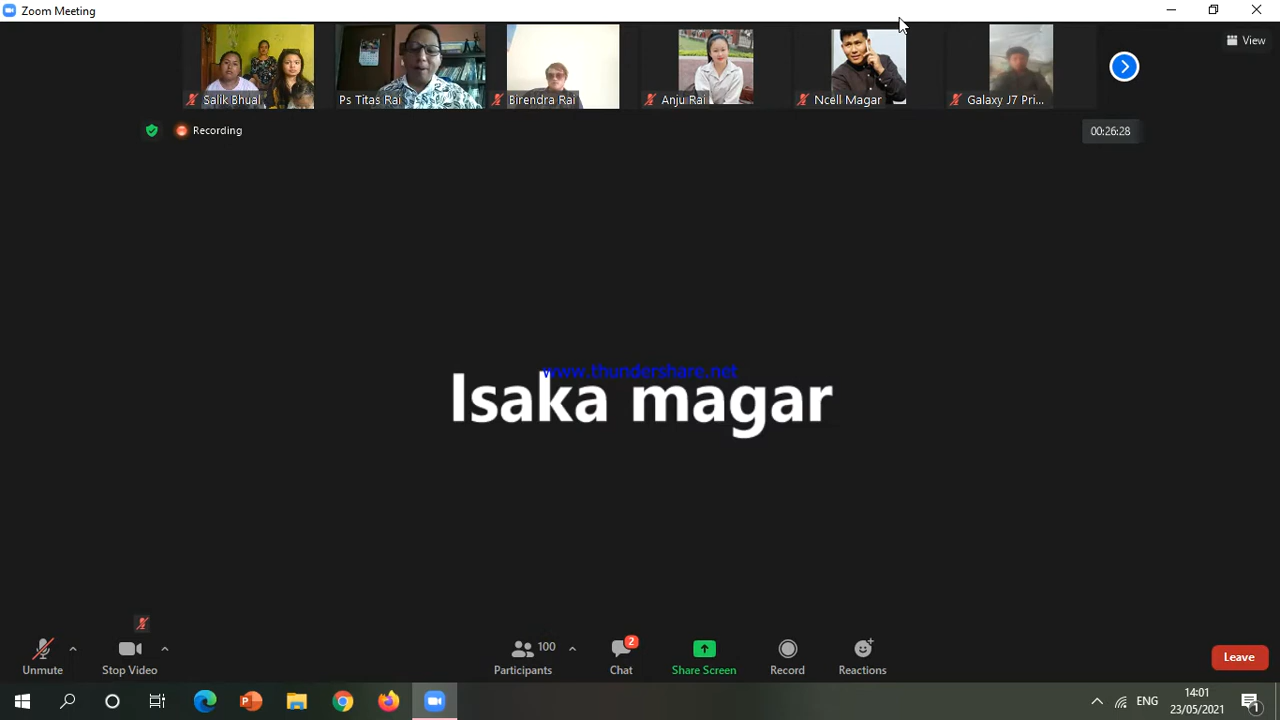 Zoom Meeting
View
Salik Bhual
Ps Titas Rai
Birendra Rai
Anju Rai
Ncell Magar
Galaxy J7 Pri...
Recording
00:26:28
www.thundershare.net
Isaka magar
Unmute
Stop Video
100
Participants
2
Chat
Share Screen
Record
Reactions
Leave
ENG
14:01
23/05/2021
1